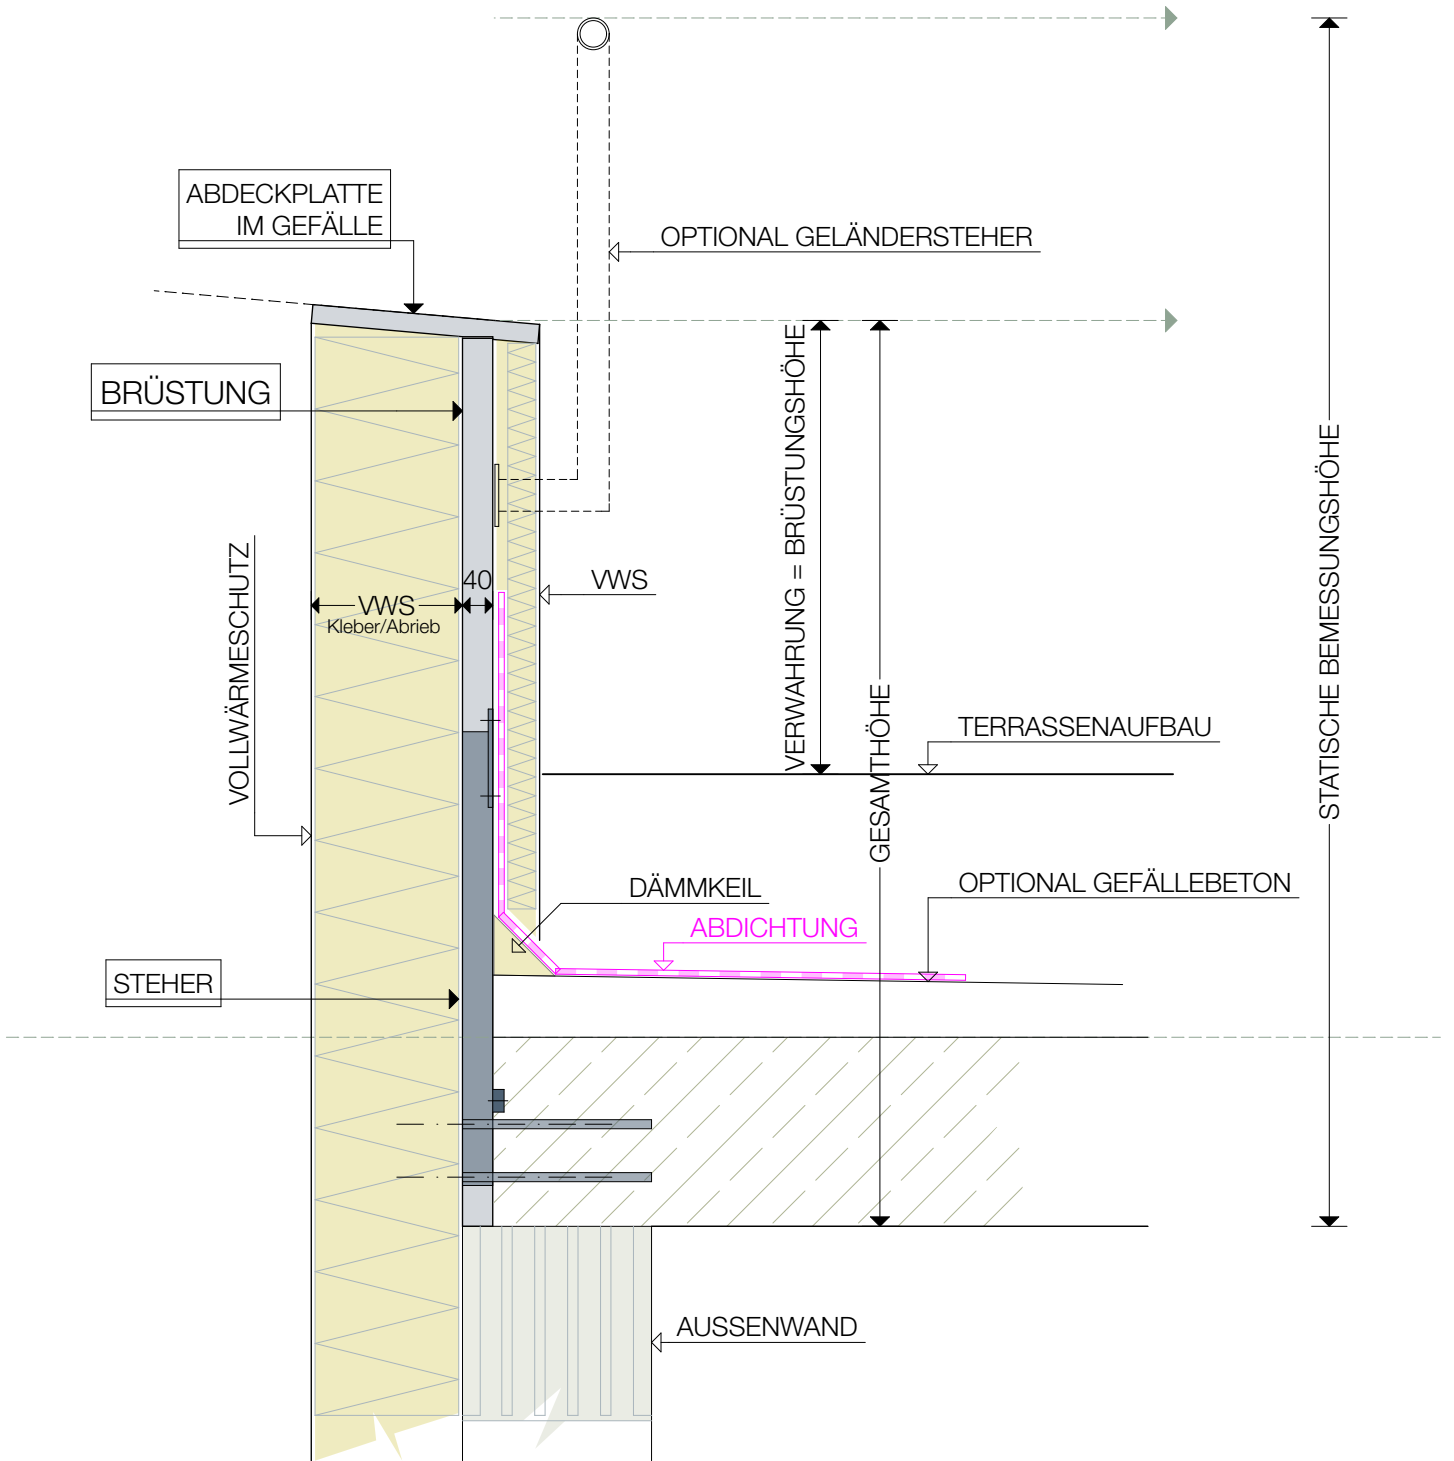 ABDECKPLATTE
IM GEFÄLLE
OPTIONAL GELÄNDERSTEHER
BRÜSTUNG
VERWAHRUNG = BRÜSTUNGSHÖHE
STATISCHE BEMESSUNGSHÖHE
VOLLWÄRMESCHUTZ
40
VWS
VWS
Kleber/Abrieb
GESAMTHÖHE
TERRASSENAUFBAU
DÄMMKEIL
OPTIONAL GEFÄLLEBETON
ABDICHTUNG
STEHER
AUSSENWAND